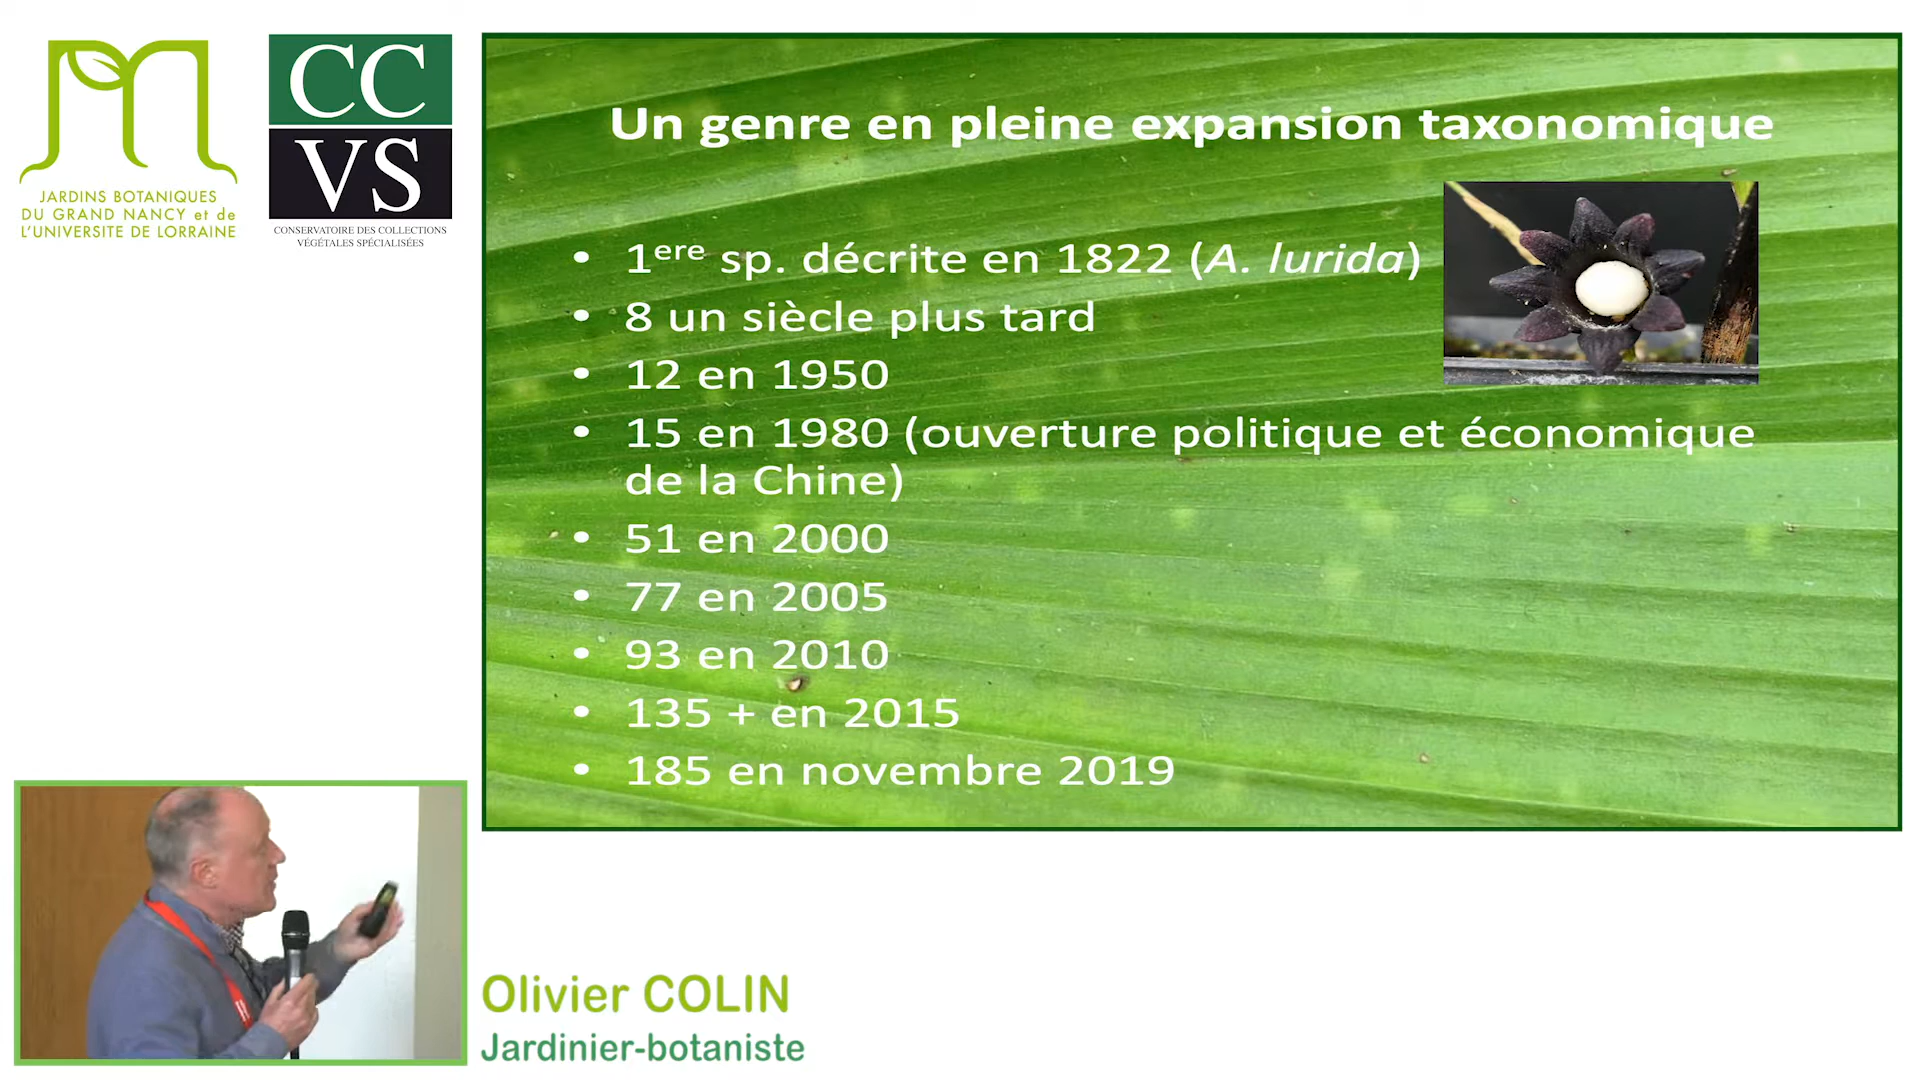 JARDINS BOTANIQUES
DU GRAND NANCY et de
L'UNIVERSITE DE LORRAINE
CC
VS
CONSERVATOIRE DES COLLECTIONS
VÉGÉTALES SPÉCIALISÉES
Un genre en pleine expansion taxonomique
• 1ere sp. décrite en 1822 (A. lurida)
• 8 un siècle plus tard
• 12 en 1950
• 15 en 1980 (ouverture politique et économique
de la Chine)
• 51 en 2000
• 77 en 2005
• 93 en 2010
• 135 + en 2015
• 185 en novembre 2019
Olivier COLIN
Jardinier-botaniste